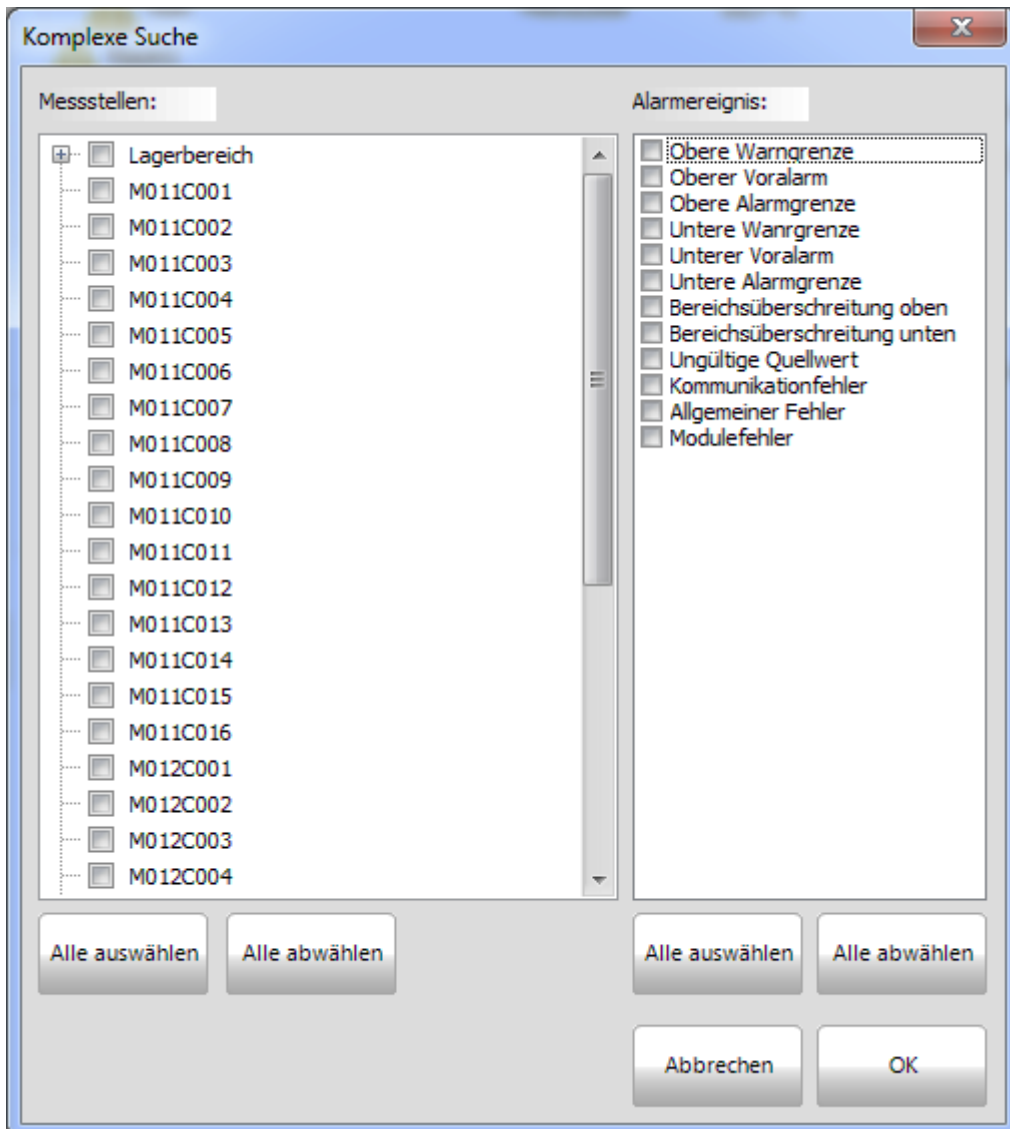 Komplexe Suche
Messstellen:
Lagerbereich
M011C001
M011C002
M011C003
M011C004
M011C005
M011C006
M011C007
M011C008
M011C009
M011C010
M011C011
M011C012
M011C013
M011C014
M011C015
M011C016
M012C001
M012C002
M012C003
M012C004
Alle auswählen
Alle abwählen
Alarmereignis:
Obere Warngrenze
Oberer Voralarm
Obere Alarmgrenze
Untere Wanrgrenze
Unterer Voralarm
Untere Alarmgrenze
Bereichsüberschreitung oben
Bereichsüberschreitung unten
Ungültige Quellwert
Kommunikationfehler
Allgemeiner Fehler
Modulefehler
Alle auswählen
Alle abwählen
Abbrechen
OK